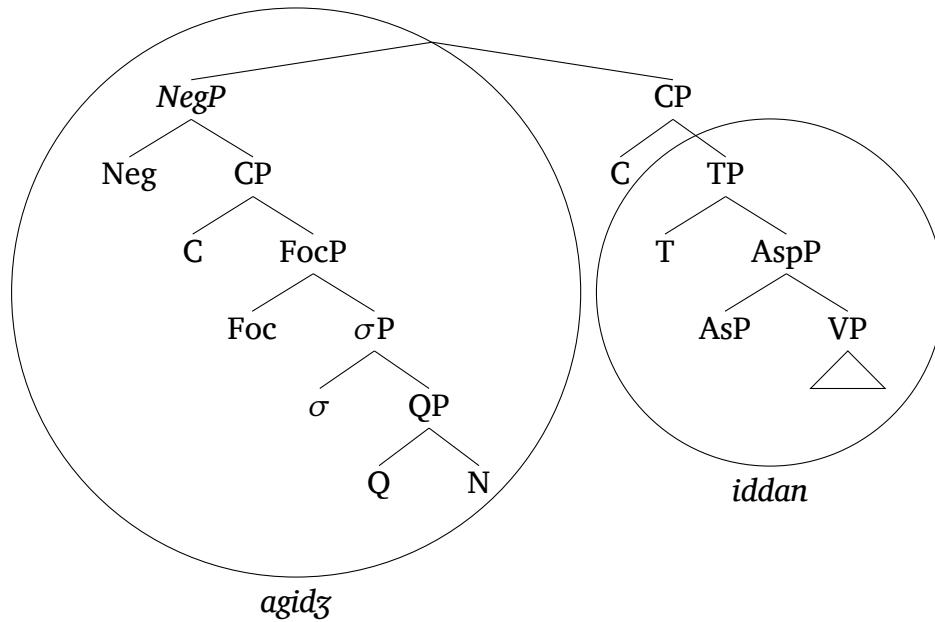 NegP CP
Neg CP C TP
C FocP T AspP
Foc σP AsP VP
σ QP
Q N
iddan
agidʒ